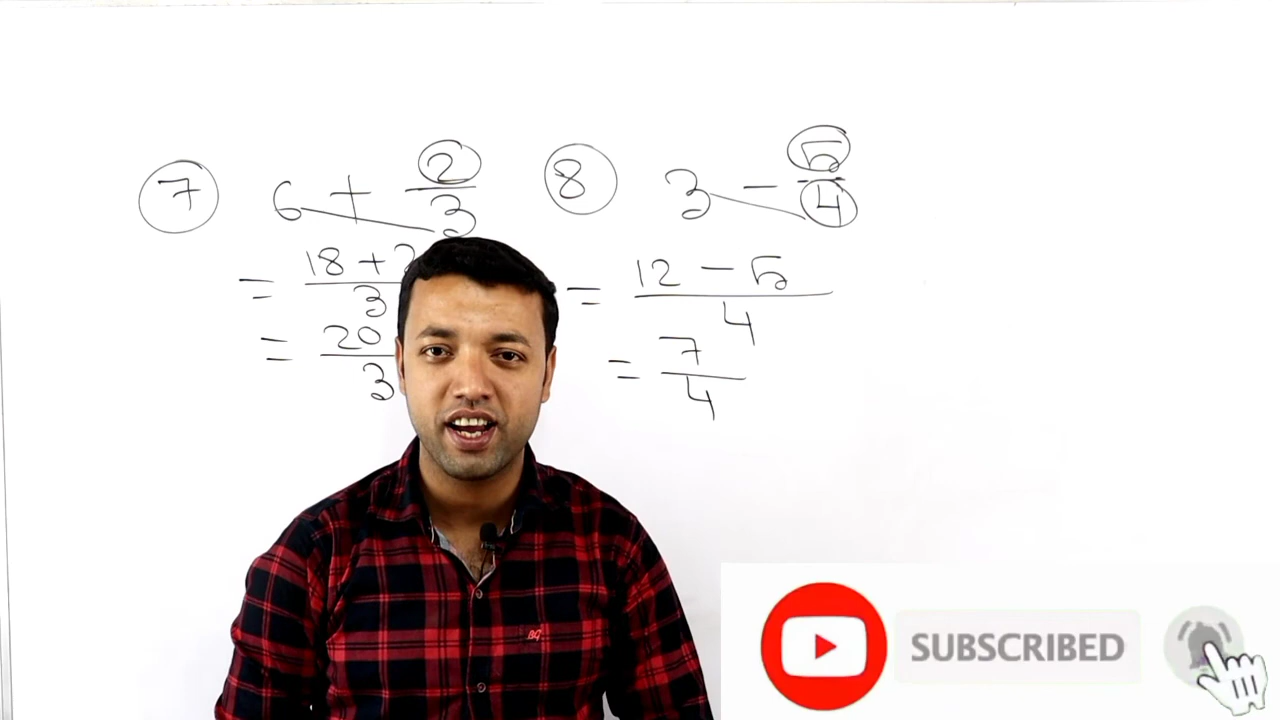 7 6 + 2/3
= 18 + 2/3
= 20/3
8 3 - 5/4
= 12 - 5/4
= 7/4
BG
SUBSCRIBED